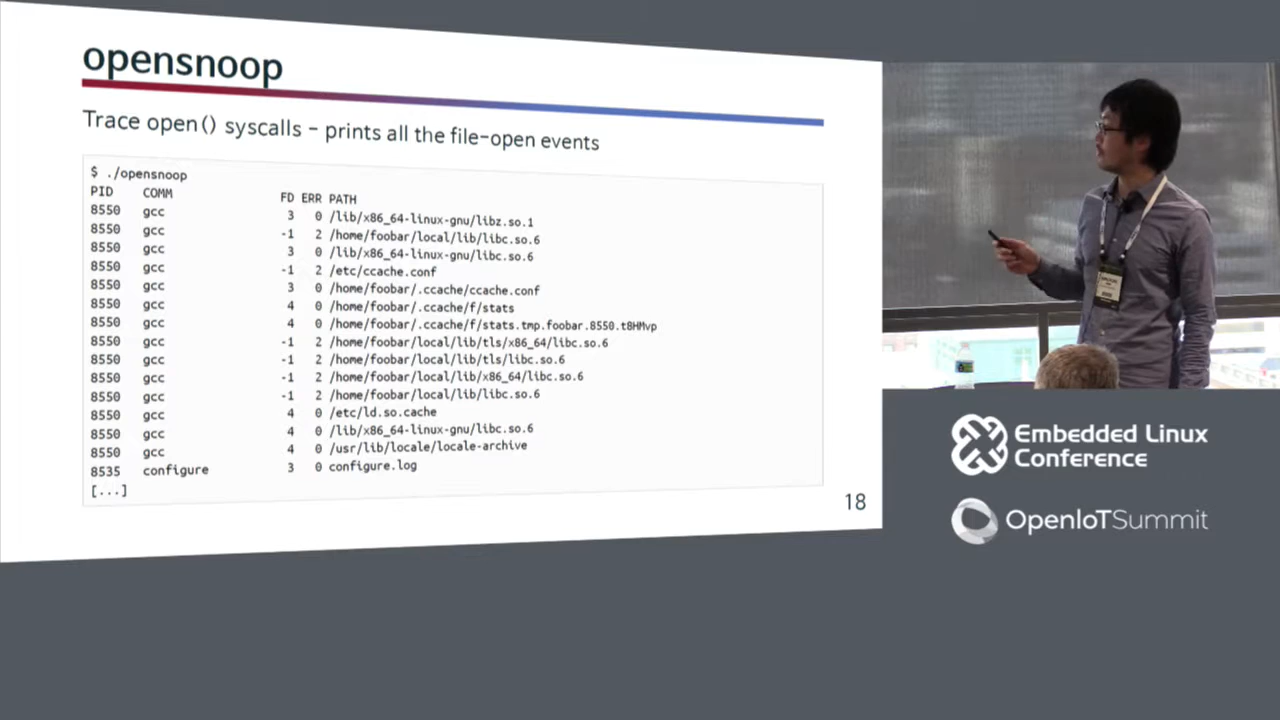 opensnoop
Trace open() syscalls - prints all the file-open events
$ ./opensnoop
PID COMM FD ERR PATH
8550 gcc 3 0 /lib/x86_64-linux-gnu/libz.so.1
8550 gcc -1 2 /home/foobar/local/lib/libc.so.6
8550 gcc 3 0 /lib/x86_64-linux-gnu/libc.so.6
8550 gcc -1 2 /etc/ccache.conf
8550 gcc 3 0 /home/foobar/.ccache/ccache.conf
8550 gcc 4 0 /home/foobar/.ccache/f/stats
8550 gcc 4 0 /home/foobar/.ccache/f/stats.tmp.foobar.8550.t8HMvp
8550 gcc -1 2 /home/foobar/local/lib/tls/x86_64/libc.so.6
8550 gcc -1 2 /home/foobar/local/lib/tls/libc.so.6
8550 gcc -1 2 /home/foobar/local/lib/x86_64/libc.so.6
8550 gcc -1 2 /home/foobar/local/lib/libc.so.6
8550 gcc 4 0 /etc/ld.so.cache
8550 gcc 4 0 /lib/x86_64-linux-gnu/libc.so.6
8550 gcc 4 0 /usr/lib/locale/locale-archive
8535 configure 3 0 configure.log
[...]
18
Embedded Linux
Conference
OpenIoTSummit